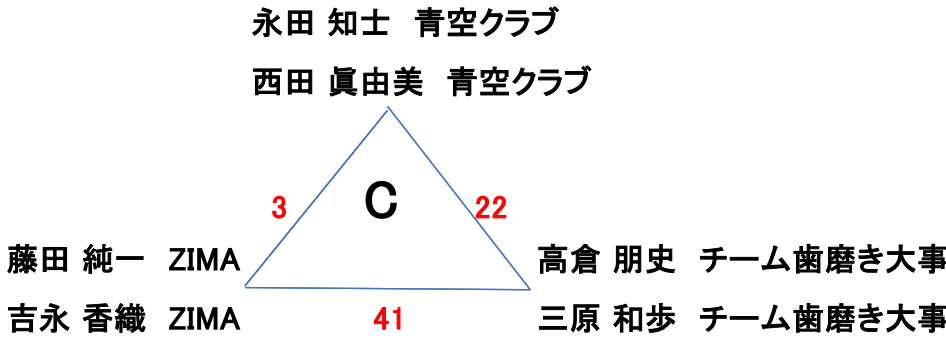 永田 知士　青空クラブ
西田 眞由美　青空クラブ
C
3
22
藤田 純一　ZIMA
高倉 朋史　チーム歯磨き大事
吉永 香織　ZIMA
41
三原 和歩　チーム歯磨き大事